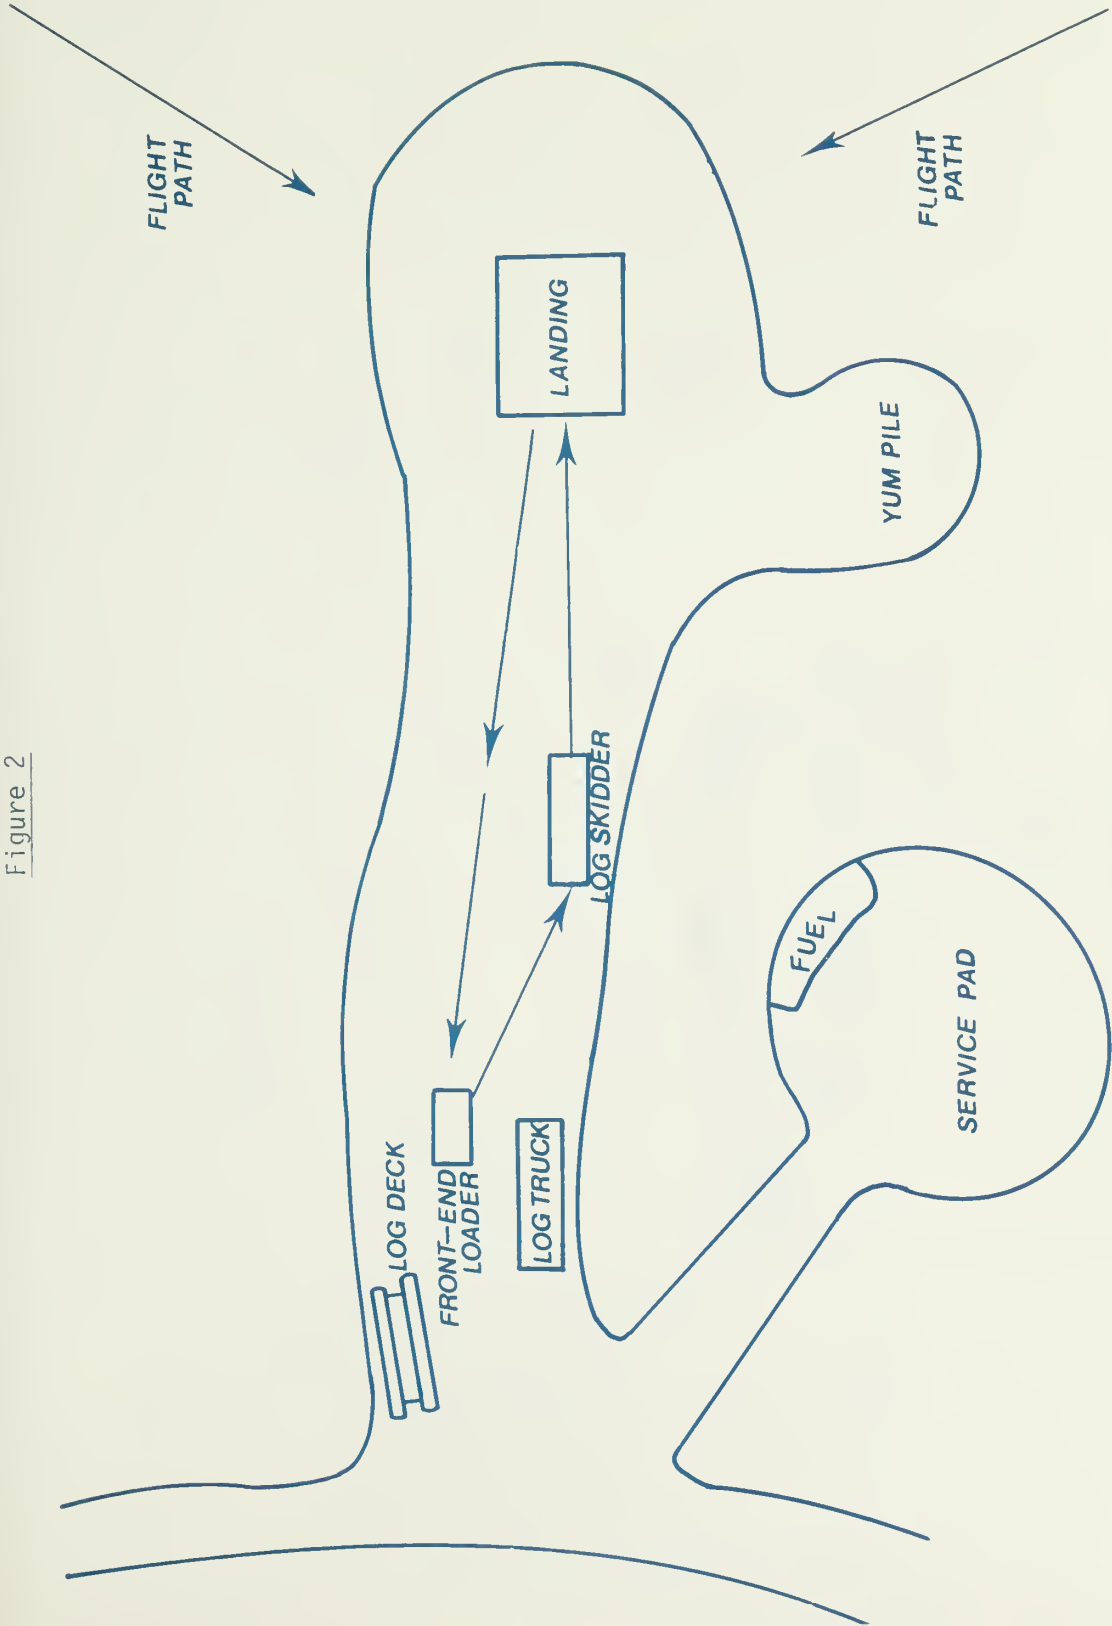 Figure 2
FLIGHT
PATH
FLIGHT
PATH
LANDING
YUM PILE
LOG SKIDDER
FUEL
SERVICE PAD
LOG DECK
FRONT-END
LOADER
LOG TRUCK